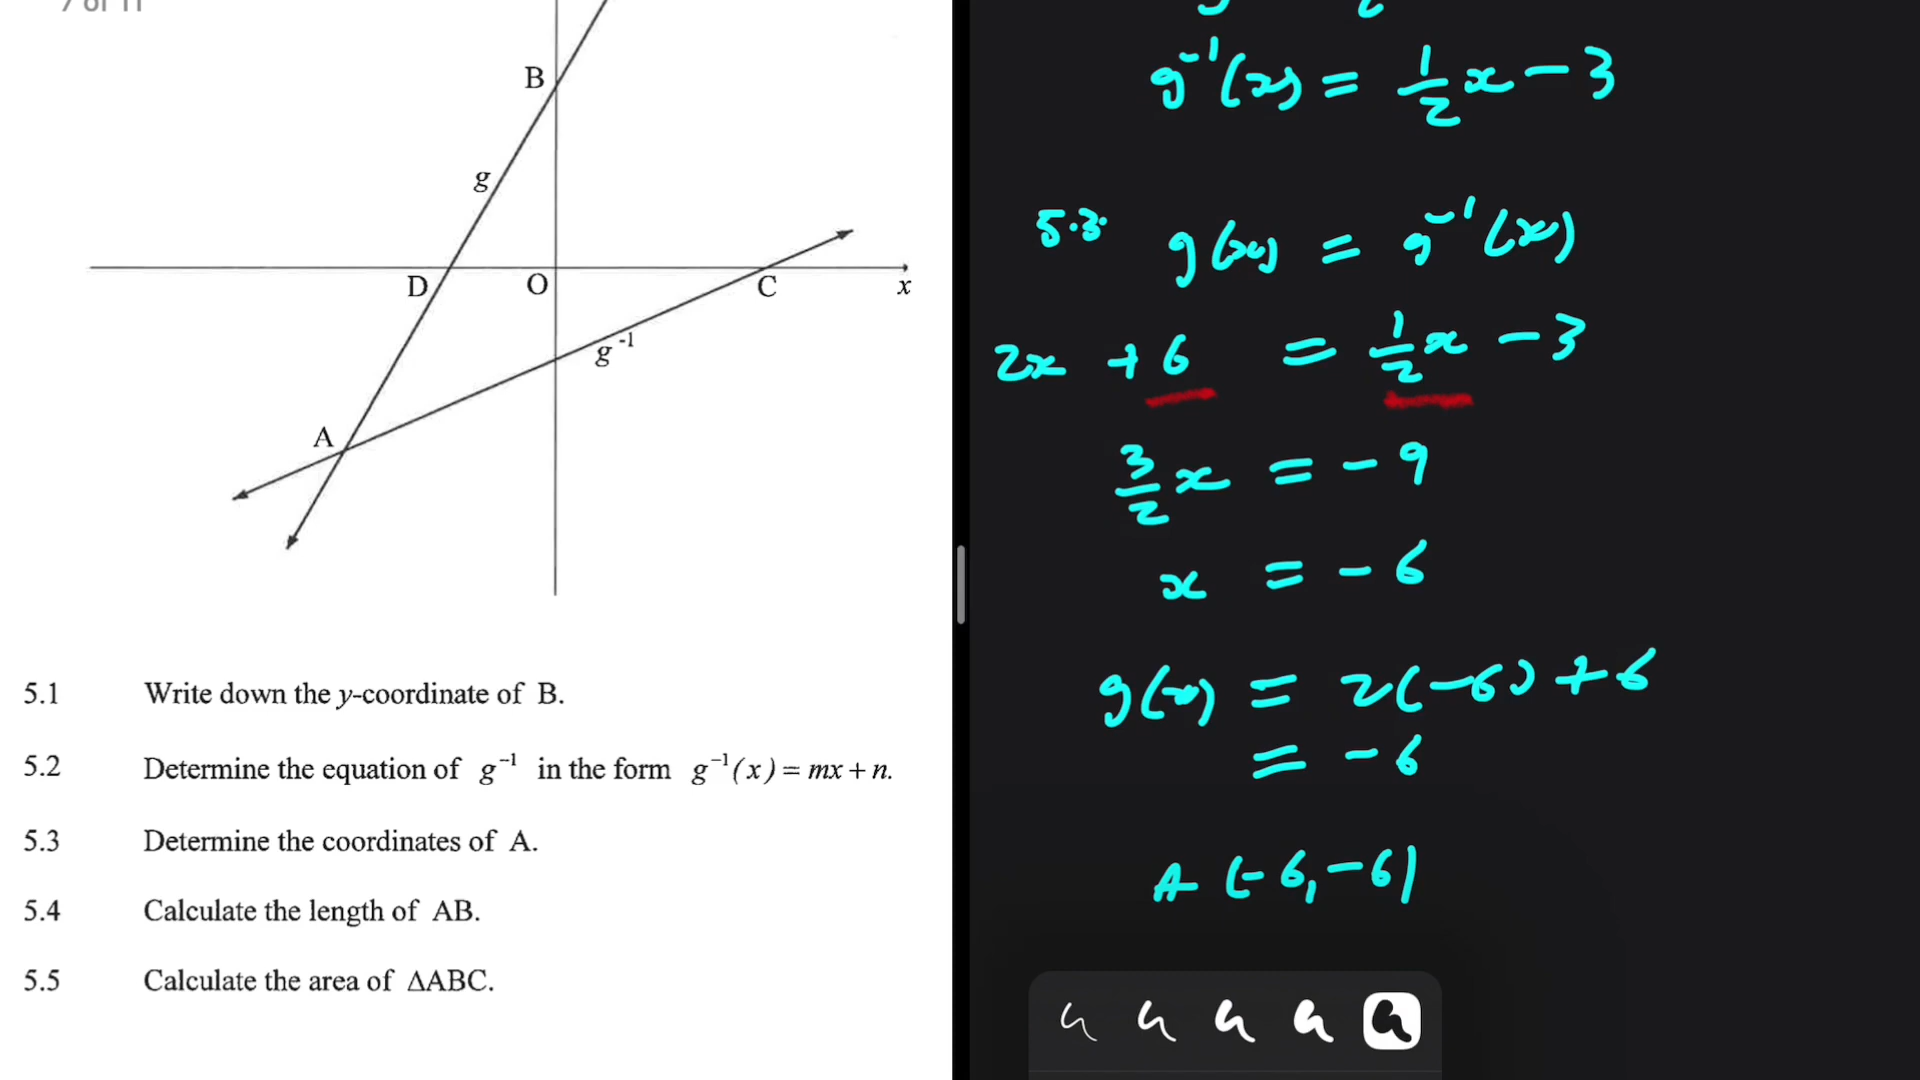 7 of 11
B
g
D
O
C
x
g⁻¹
A
5.1 Write down the y-coordinate of B.
5.2 Determine the equation of g⁻¹ in the form g⁻¹(x) = mx + n.
5.3 Determine the coordinates of A.
5.4 Calculate the length of AB.
5.5 Calculate the area of ΔABC.
g⁻¹(x) = ½x − 3
5.3. g(x) = g⁻¹(x)
2x + 6 = ½x − 3
3/2 x = − 9
x = − 6
g(x) = 2(−6) + 6
= − 6
A (−6, −6)